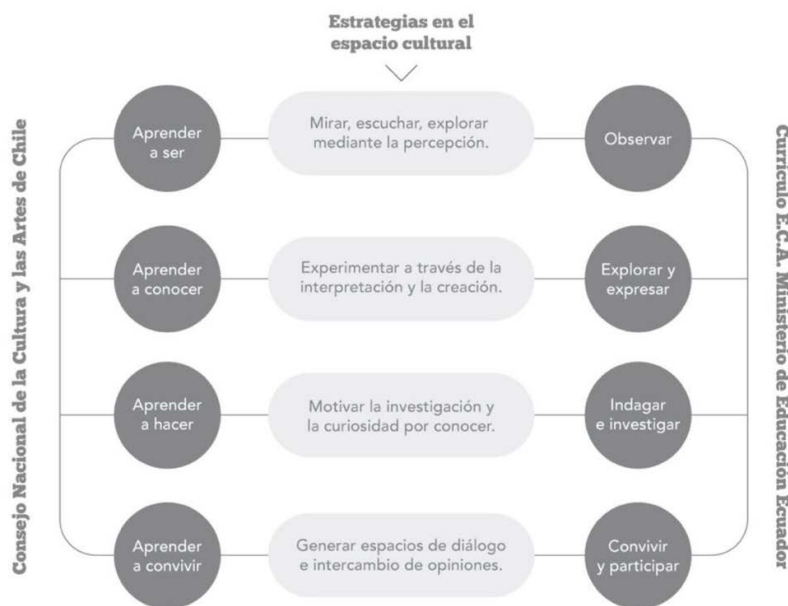 Estrategias en el
espacio cultural
Consejo Nacional de la Cultura y las Artes de Chile
Aprender
a ser
Mirar, escuchar, explorar
mediante la percepción.
Observar
Aprender
a conocer
Experimentar a través de la
interpretación y la creación.
Explorar y
expresar
Aprender
a hacer
Motivar la investigación y
la curiosidad por conocer.
Indagar
e investigar
Aprender
a convivir
Generar espacios de diálogo
e intercambio de opiniones.
Convivir
y participar
Currículo E.C.A. Ministerio de Educación Ecuador